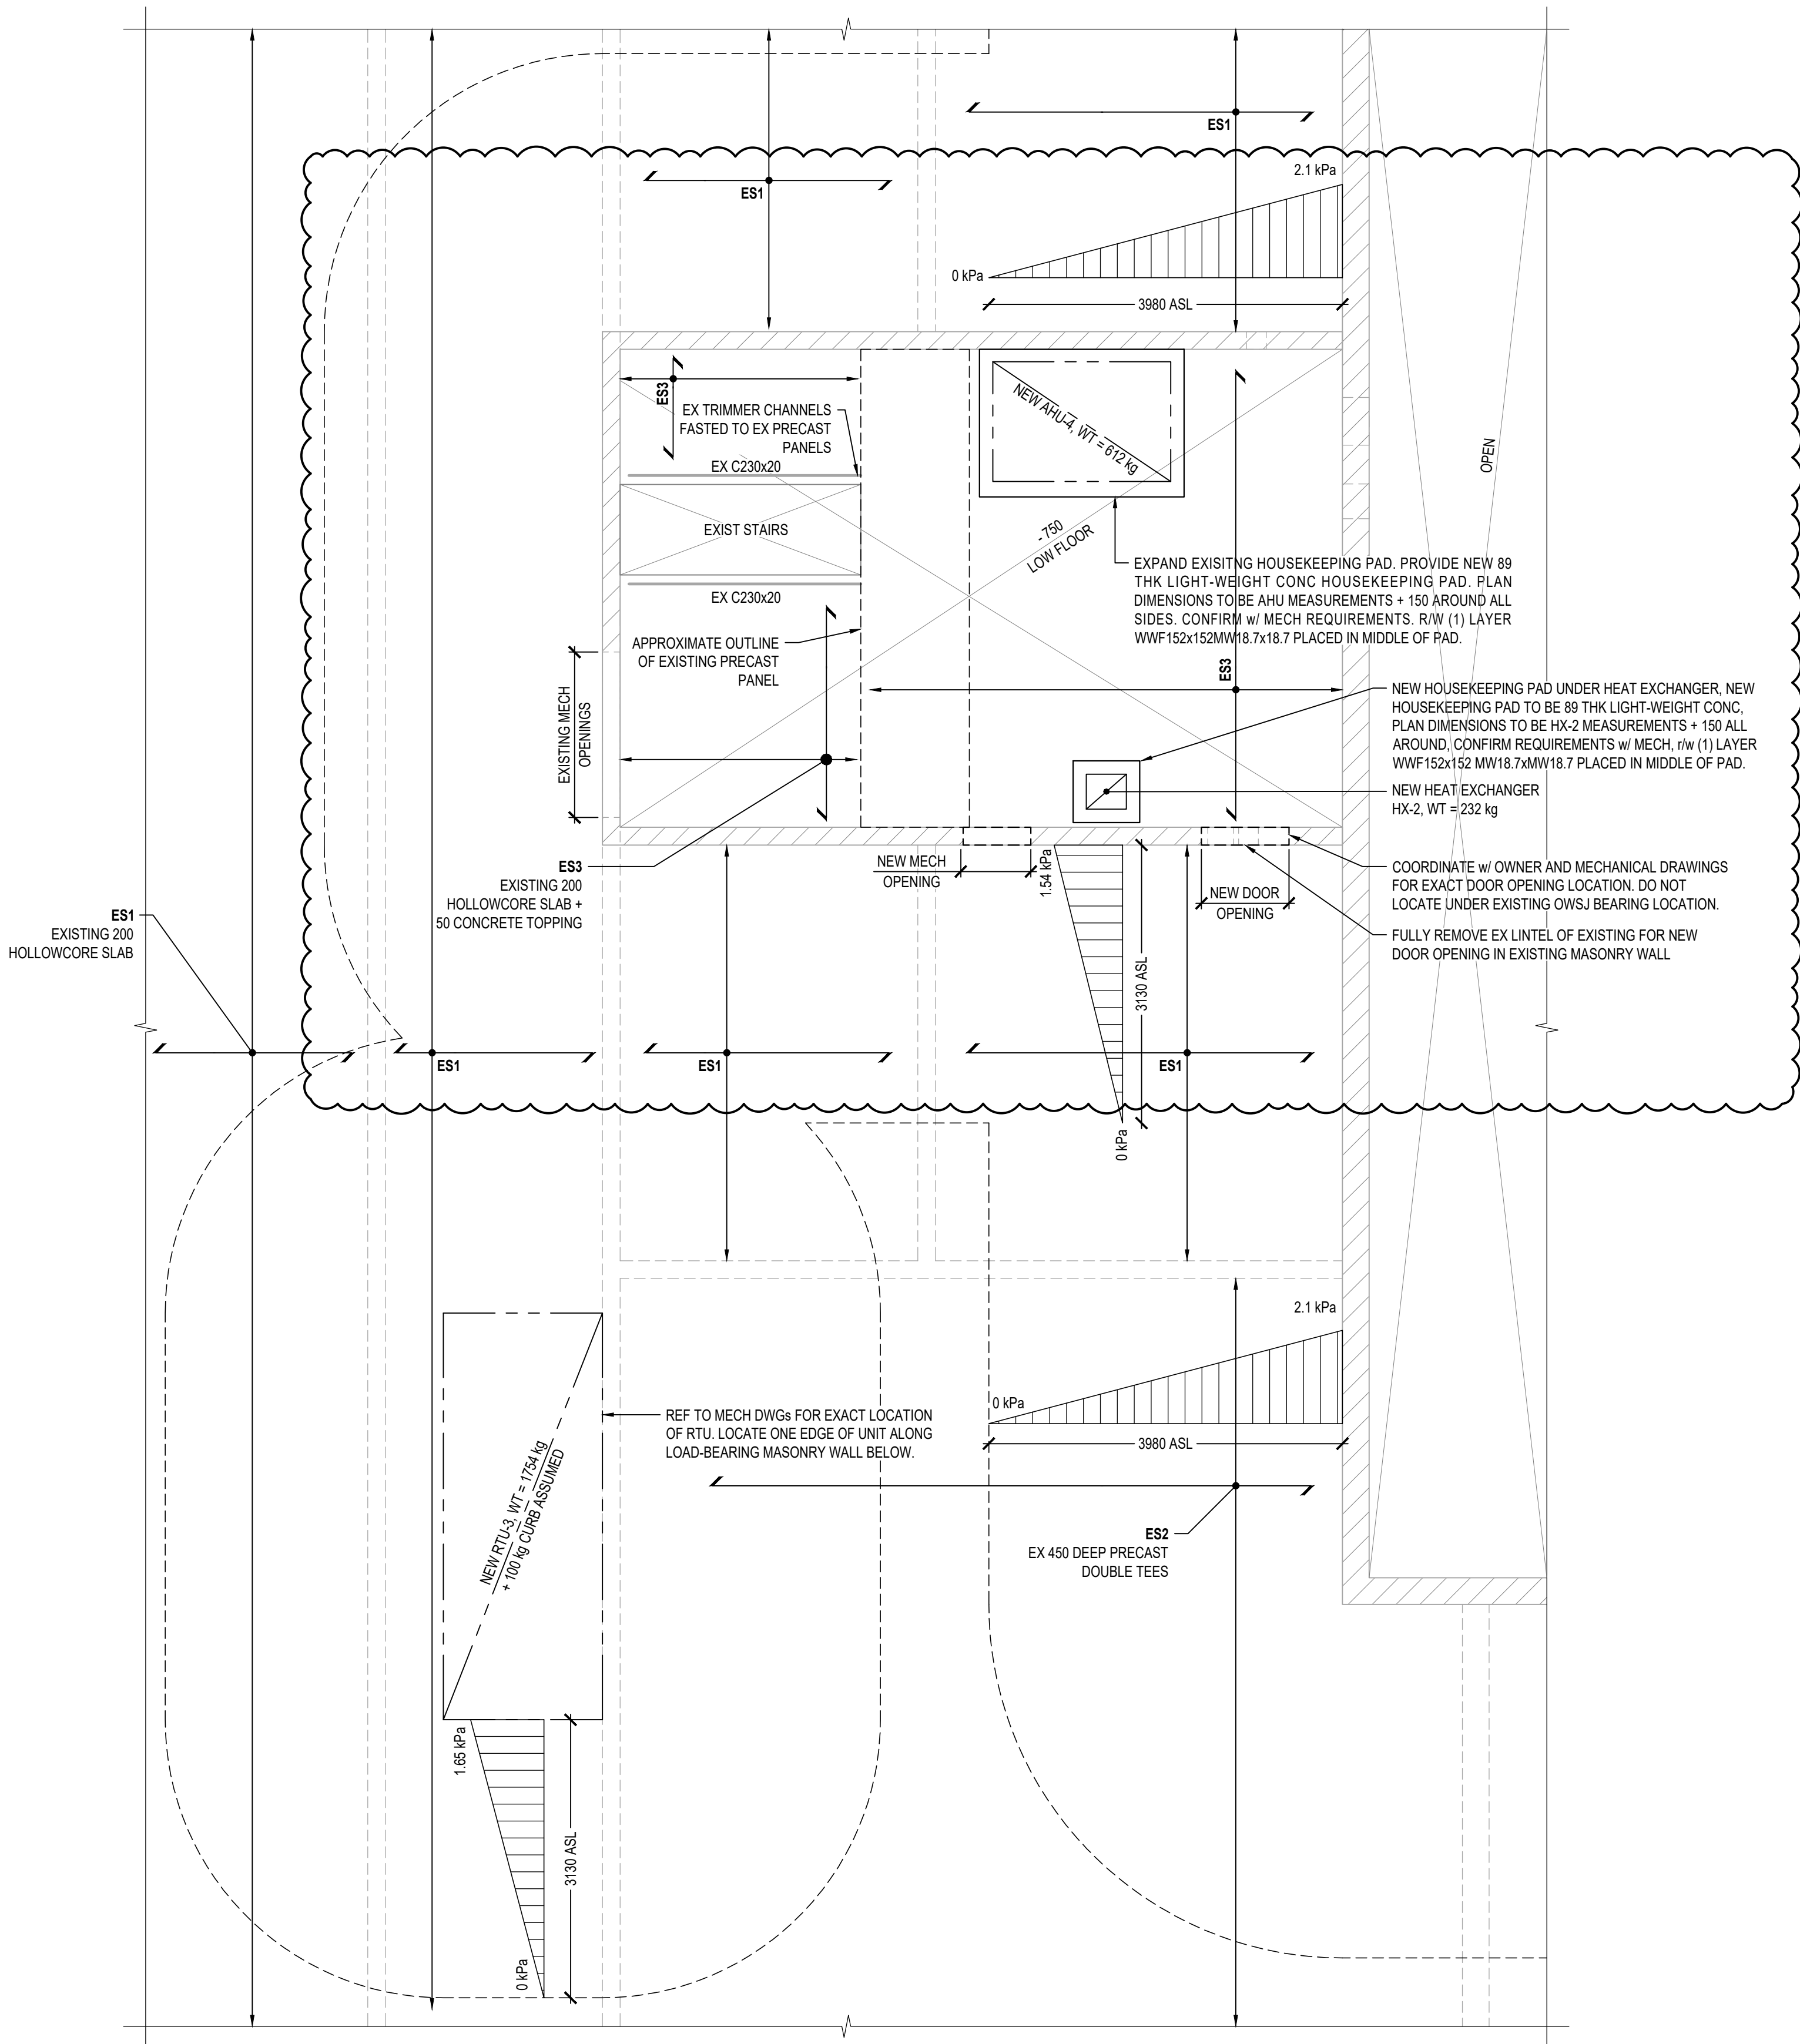 ES1
2.1 kPa
ES1
0 kPa
3980 ASL
ES3
EX TRIMMER CHANNELS
FASTED TO EX PRECAST
PANELS
EX C230x20
NEW AHU-4, WT = 612 kg
OPEN
EXIST STAIRS
-750
LOW FLOOR
EXPAND EXISITNG HOUSEKEEPING PAD. PROVIDE NEW 89
THK LIGHT-WEIGHT CONC HOUSEKEEPING PAD. PLAN
DIMENSIONS TO BE AHU MEASUREMENTS + 150 AROUND ALL
SIDES. CONFIRM w/ MECH REQUIREMENTS. R/W (1) LAYER
WWF152x152MW18.7x18.7 PLACED IN MIDDLE OF PAD.
EX C230x20
APPROXIMATE OUTLINE
OF EXISTING PRECAST
PANEL
ES3
EXISTING MECH
OPENINGS
NEW HOUSEKEEPING PAD UNDER HEAT EXCHANGER, NEW
HOUSEKEEPING PAD TO BE 89 THK LIGHT-WEIGHT CONC,
PLAN DIMENSIONS TO BE HX-2 MEASUREMENTS + 150 ALL
AROUND, CONFIRM REQUIREMENTS w/ MECH, r/w (1) LAYER
WWF152x152 MW18.7xMW18.7 PLACED IN MIDDLE OF PAD.
NEW HEAT EXCHANGER
HX-2, WT = 232 kg
ES3
EXISTING 200
HOLLOWCORE SLAB +
50 CONCRETE TOPPING
NEW MECH
OPENING
1.54 kPa
NEW DOOR
OPENING
COORDINATE w/ OWNER AND MECHANICAL DRAWINGS
FOR EXACT DOOR OPENING LOCATION. DO NOT
LOCATE UNDER EXISTING OWSJ BEARING LOCATION.
ES1
EXISTING 200
HOLLOWCORE SLAB
FULLY REMOVE EX LINTEL OF EXISTING FOR NEW
DOOR OPENING IN EXISTING MASONRY WALL
3130 ASL
ES1
ES1
ES1
0 kPa
2.1 kPa
0 kPa
3980 ASL
REF TO MECH DWGs FOR EXACT LOCATION
OF RTU. LOCATE ONE EDGE OF UNIT ALONG
LOAD-BEARING MASONRY WALL BELOW.
NEW RTU-3, WT = 1754 kg
+ 100 kg CURB ASSUMED
ES2
EX 450 DEEP PRECAST
DOUBLE TEES
1.65 kPa
3130 ASL
0 kPa